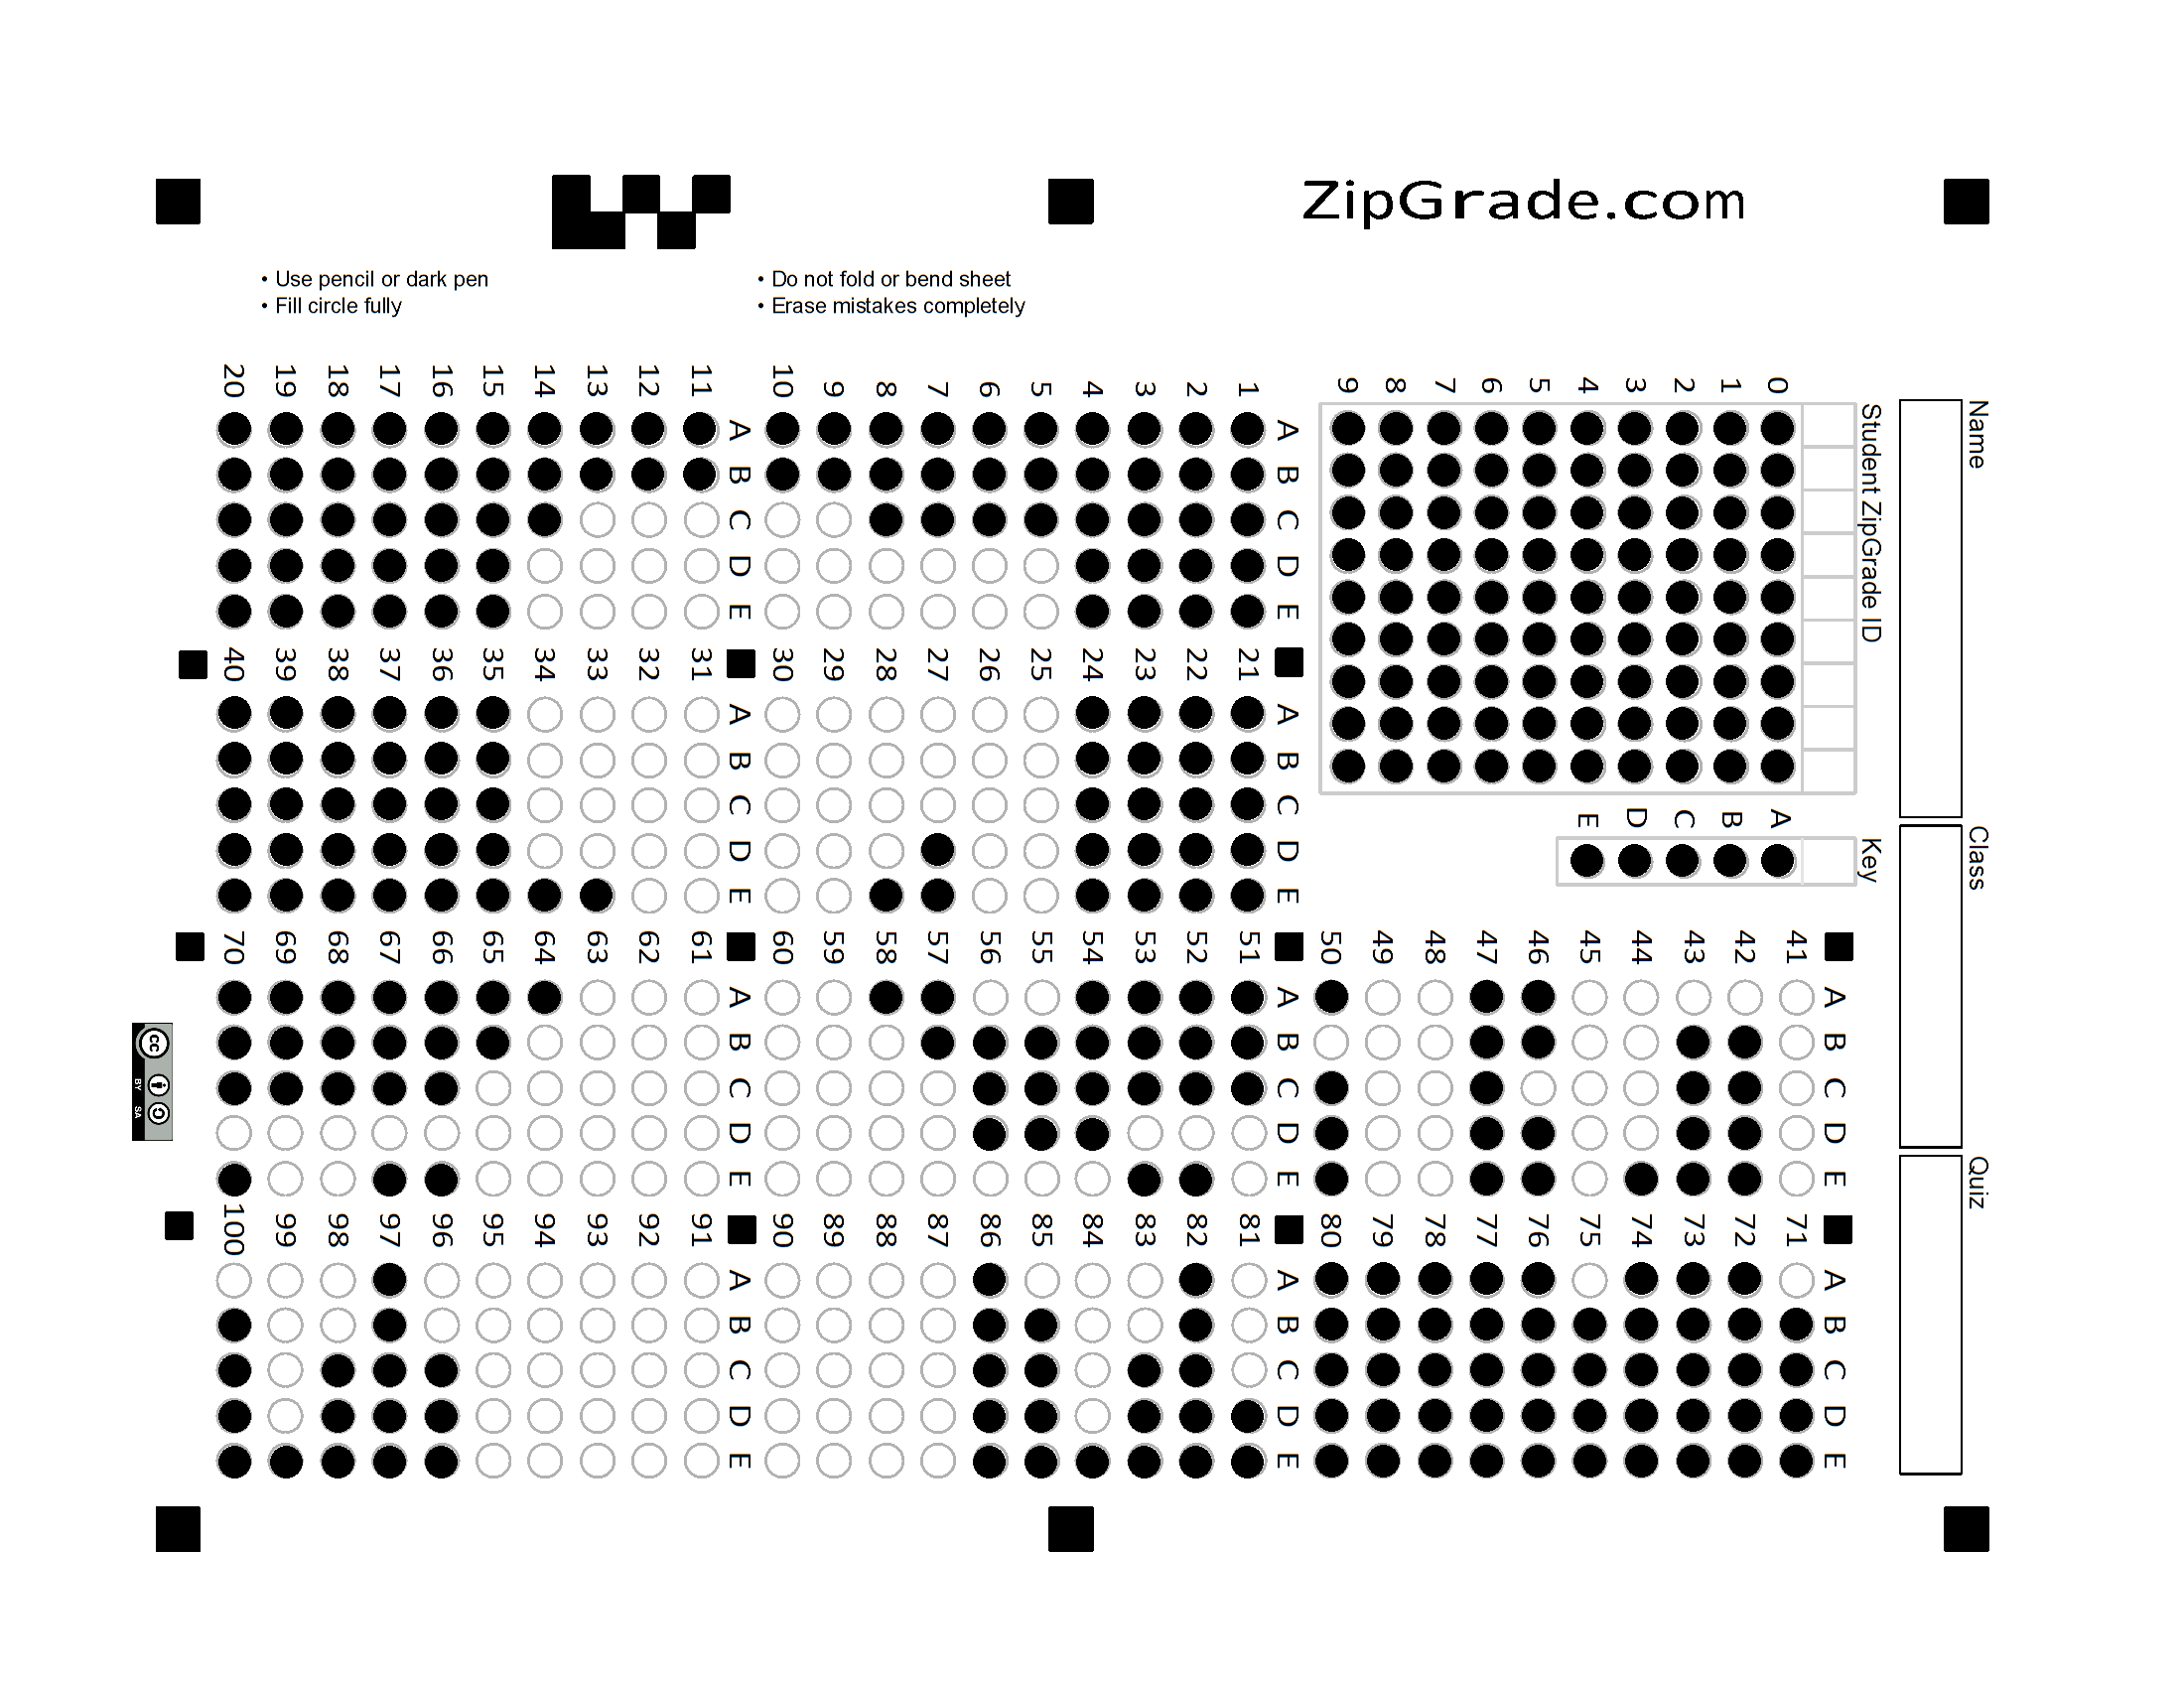 ZipGrade.com
• Use pencil or dark pen
• Fill circle fully
• Do not fold or bend sheet
• Erase mistakes completely
Name
Class
Quiz
Student ZipGrade ID
0 1 2 3 4 5 6 7 8 9
Key
A B C D E
A B C D E
1 2 3 4 5 6 7 8 9 10
A B C D E
11 12 13 14 15 16 17 18 19 20
A B C D E
21 22 23 24 25 26 27 28 29 30
A B C D E
31 32 33 34 35 36 37 38 39 40
A B C D E
41 42 43 44 45 46 47 48 49 50
A B C D E
51 52 53 54 55 56 57 58 59 60
A B C D E
61 62 63 64 65 66 67 68 69 70
A B C D E
71 72 73 74 75 76 77 78 79 80
A B C D E
81 82 83 84 85 86 87 88 89 90
A B C D E
91 92 93 94 95 96 97 98 99 100
A B C D E
cc
BY SA